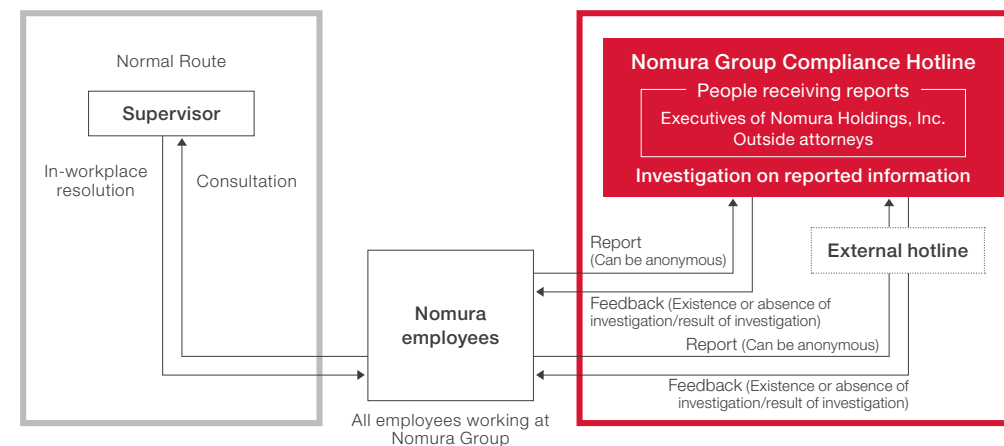 Normal Route
Supervisor
In-workplace
resolution
Consultation
Nomura
employees
All employees working at
Nomura Group
Nomura Group Compliance Hotline
People receiving reports
Executives of Nomura Holdings, Inc.
Outside attorneys
Investigation on reported information
Report
(Can be anonymous)
External hotline
Feedback (Existence or absence of
investigation/result of investigation)
Report (Can be anonymous)
Feedback (Existence or absence of
investigation/result of investigation)